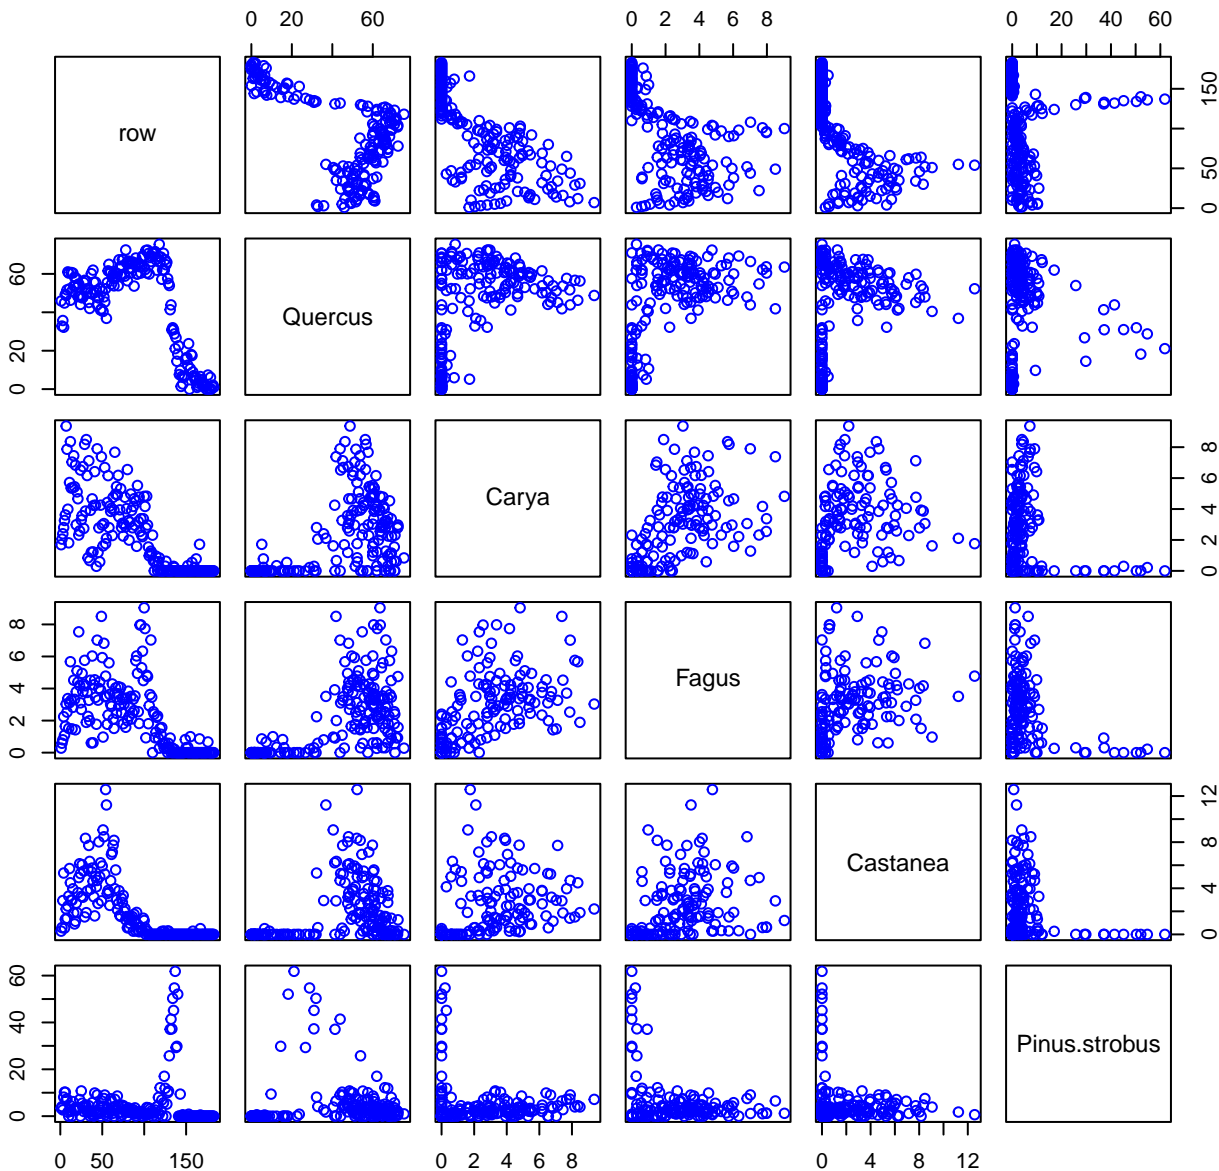 0 20 60 0 2 4 6 8 0 20 40 60
row 0 50 150
0 20 60 Quercus
Carya 0 2 4 6 8
0 2 4 6 8 Fagus
Castanea 0 4 8 12
0 20 40 60 Pinus.strobus
0 50 150 0 2 4 6 8 0 4 8 12